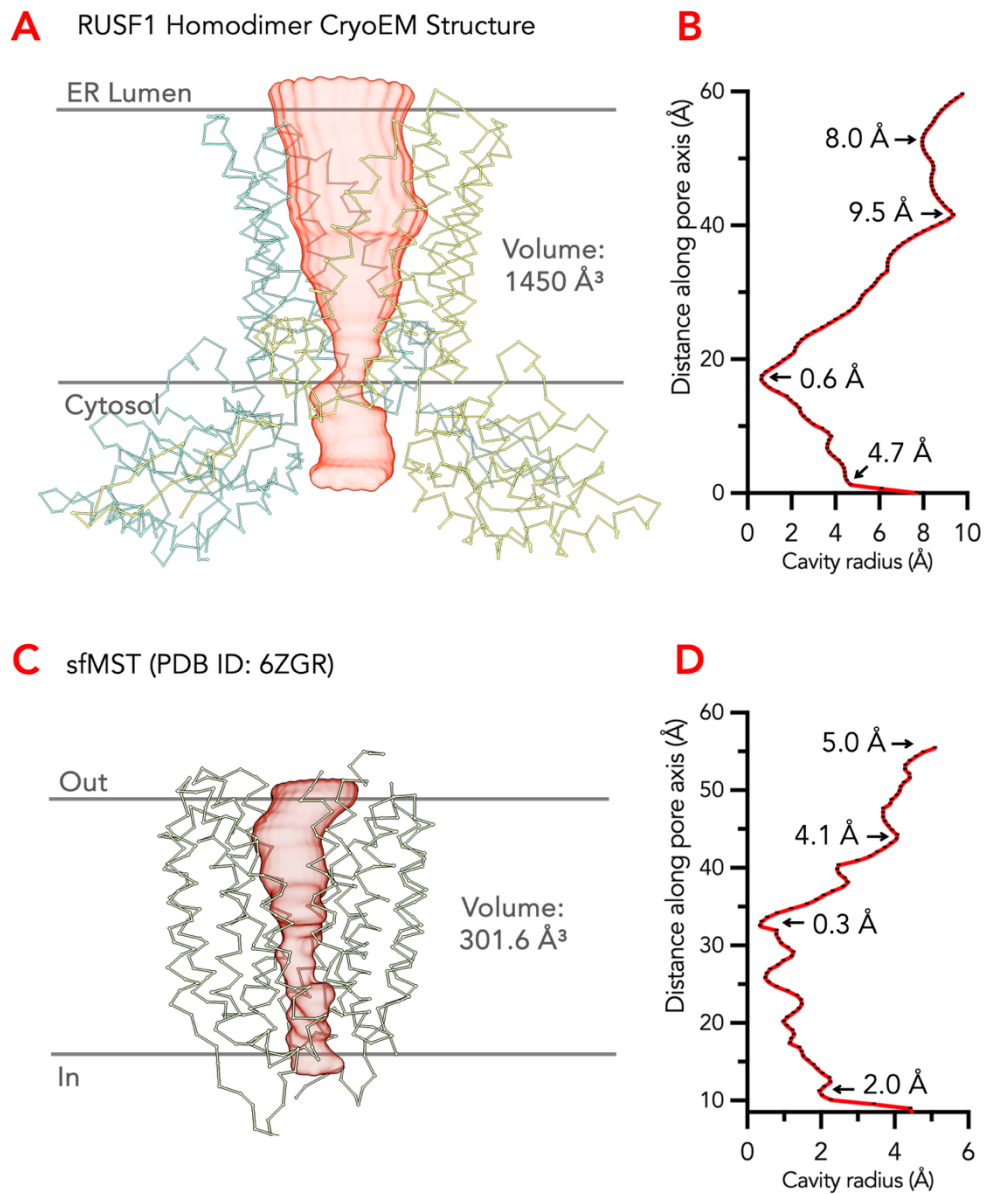 A RUSF1 Homodimer CryoEM Structure
ER Lumen
Volume:
1450 Å³
Cytosol
B
60
40
20
0
Distance along pore axis (Å)
8.0 Å
9.5 Å
0.6 Å
4.7 Å
0 2 4 6 8 10
Cavity radius (Å)
C sfMST (PDB ID: 6ZGR)
Out
Volume:
301.6 Å³
In
D
60
50
40
30
20
10
Distance along pore axis (Å)
5.0 Å
4.1 Å
0.3 Å
2.0 Å
0 2 4 6
Cavity radius (Å)